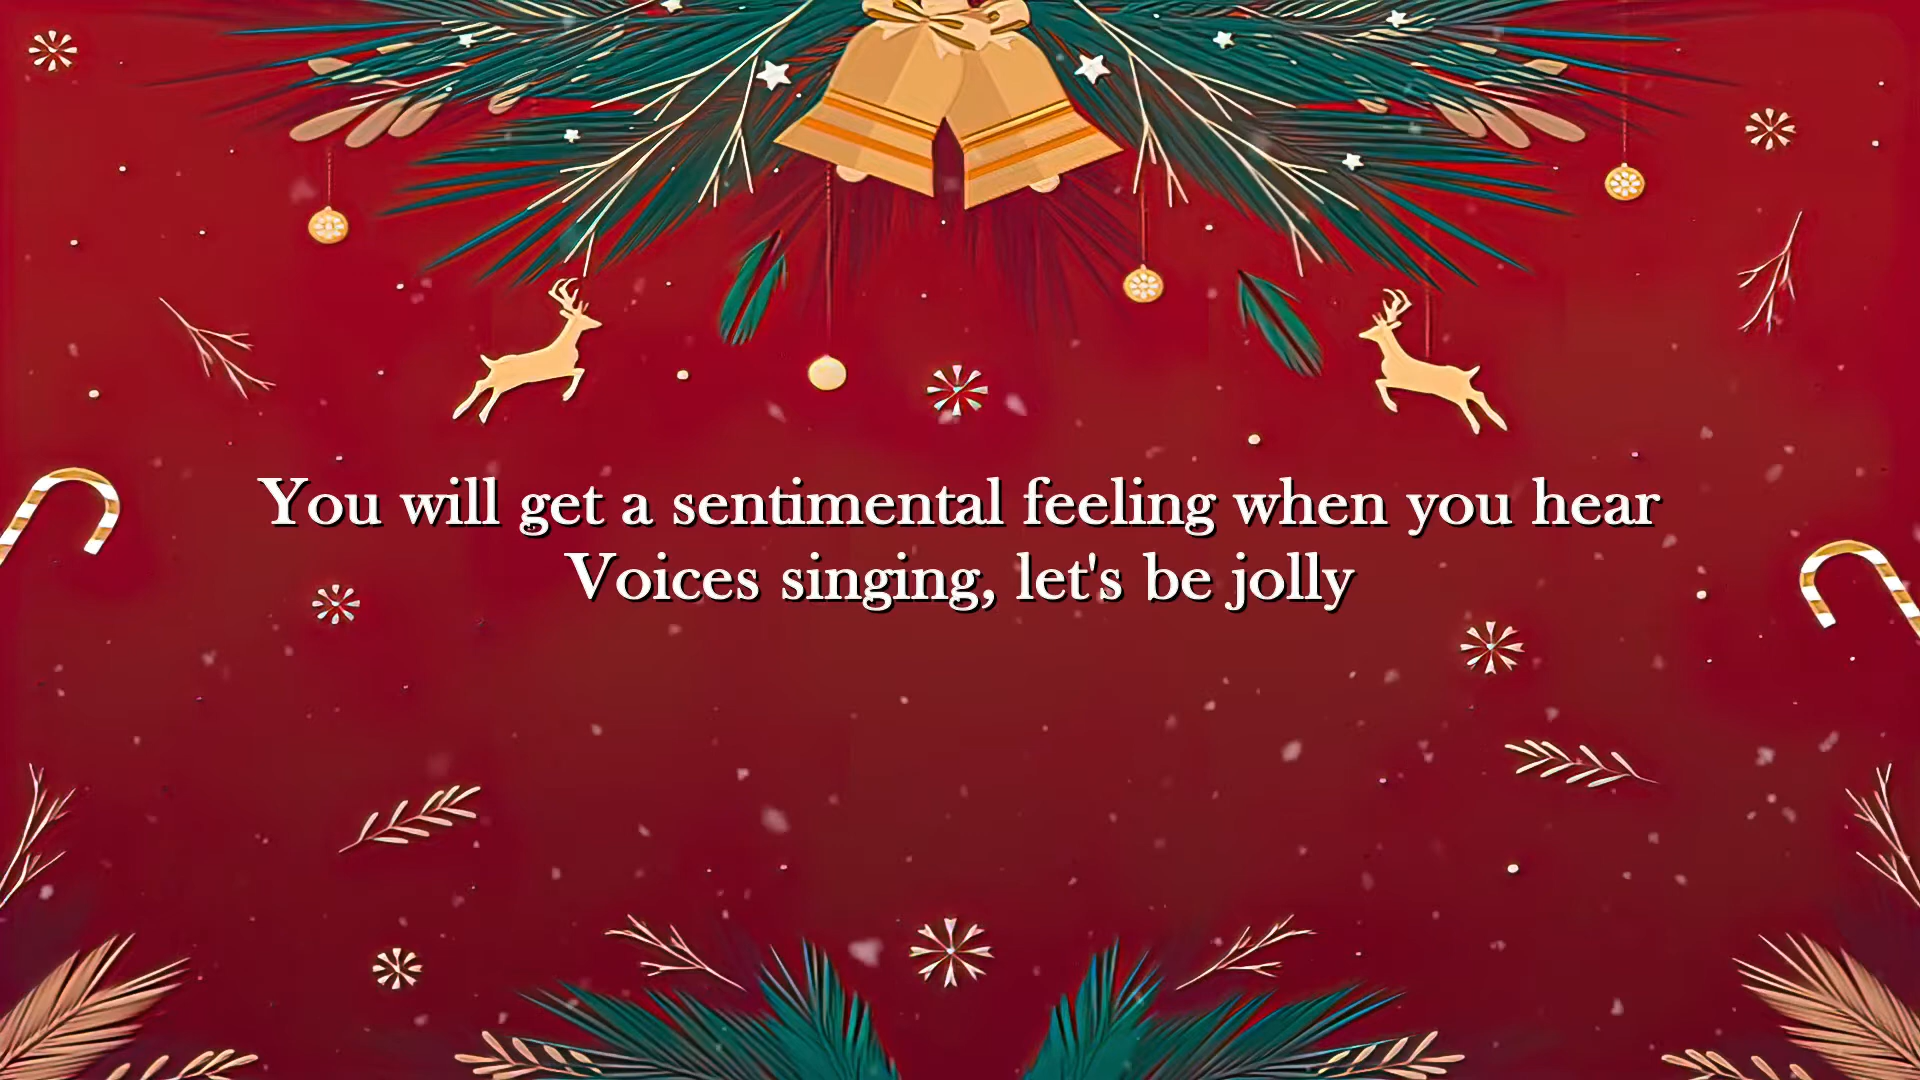 You will get a sentimental feeling when you hear
Voices singing, let's be jolly